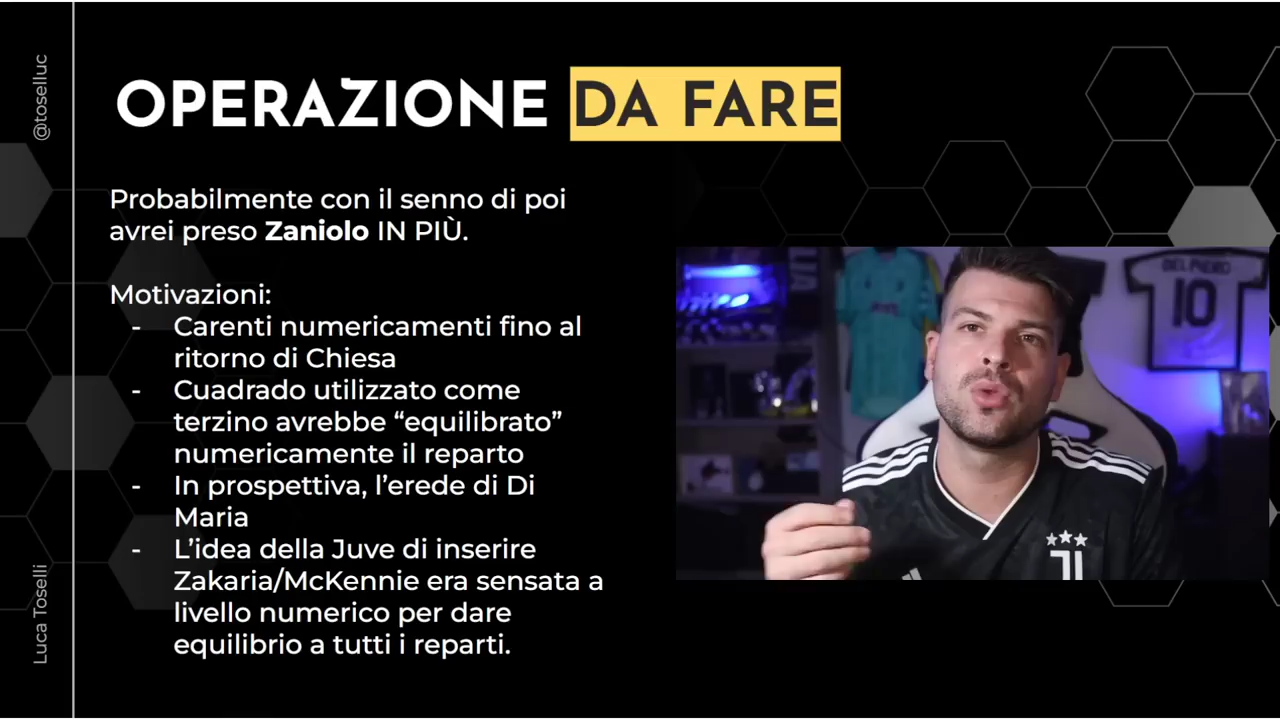 @toselluc
Luca Toselli
OPERAZIONE DA FARE
Probabilmente con il senno di poi
avrei preso Zaniolo IN PIÙ.
Motivazioni:
- Carenti numericamenti fino al
ritorno di Chiesa
- Cuadrado utilizzato come
terzino avrebbe “equilibrato”
numericamente il reparto
- In prospettiva, l’erede di Di
Maria
- L’idea della Juve di inserire
Zakaria/McKennie era sensata a
livello numerico per dare
equilibrio a tutti i reparti.
DEL PIERO
10